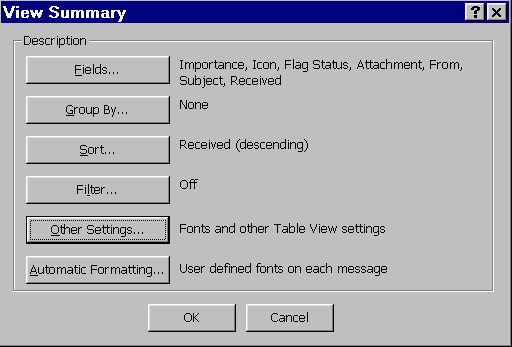 View Summary
Description
Fields...
Importance, Icon, Flag Status, Attachment, From,
Subject, Received
Group By...
None
Sort...
Received (descending)
Filter...
Off
Other Settings...
Fonts and other Table View settings
Automatic Formatting...
User defined fonts on each message
OK
Cancel